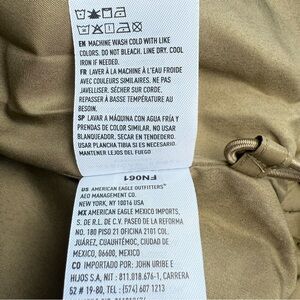 EN MACHINE WASH COLD WITH LIKE
COLORS. DO NOT BLEACH. LINE DRY. COOL
IRON IF NEEDED.
FR LAVER À LA MACHINE À L'EAU FROIDE
AVEC COULEURS SIMILAIRES. NE PAS
JAVELLISER. SÉCHER SUR CORDE.
REPASSER À BASSE TEMPÉRATURE AU
BESOIN.
SP LAVAR A MÁQUINA CON AGUA FRÍA Y
PRENDAS DE COLOR SIMILAR. NO USAR
BLANQUEADOR. SECAR EN TENDEDERO.
USAR PLANCHA TIBIA SI ES NECESARIO.
MANTENER LEJOS DEL FUEGO
FN061
US AMERICAN EAGLE OUTFITTERS
AEO MANAGEMENT CO.
NEW YORK, NY 10016 USA
MX AMERICAN EAGLE MEXICO IMPORTS,
S. DE R.L. DE C.V. PASEO DE LA REFORMA
NO. 180 PISO 21 OFICINA 2101 COL.
JUÁREZ, CUAUHTÉMOC, CIUDAD DE
MÉXICO, 06600, MÉXICO
CO IMPORTADO POR: JOHN URIBE E
HIJOS S.A, NIT: 811.018.676-1, CARRERA
52 # 19-80, TEL: (574) 607 1213